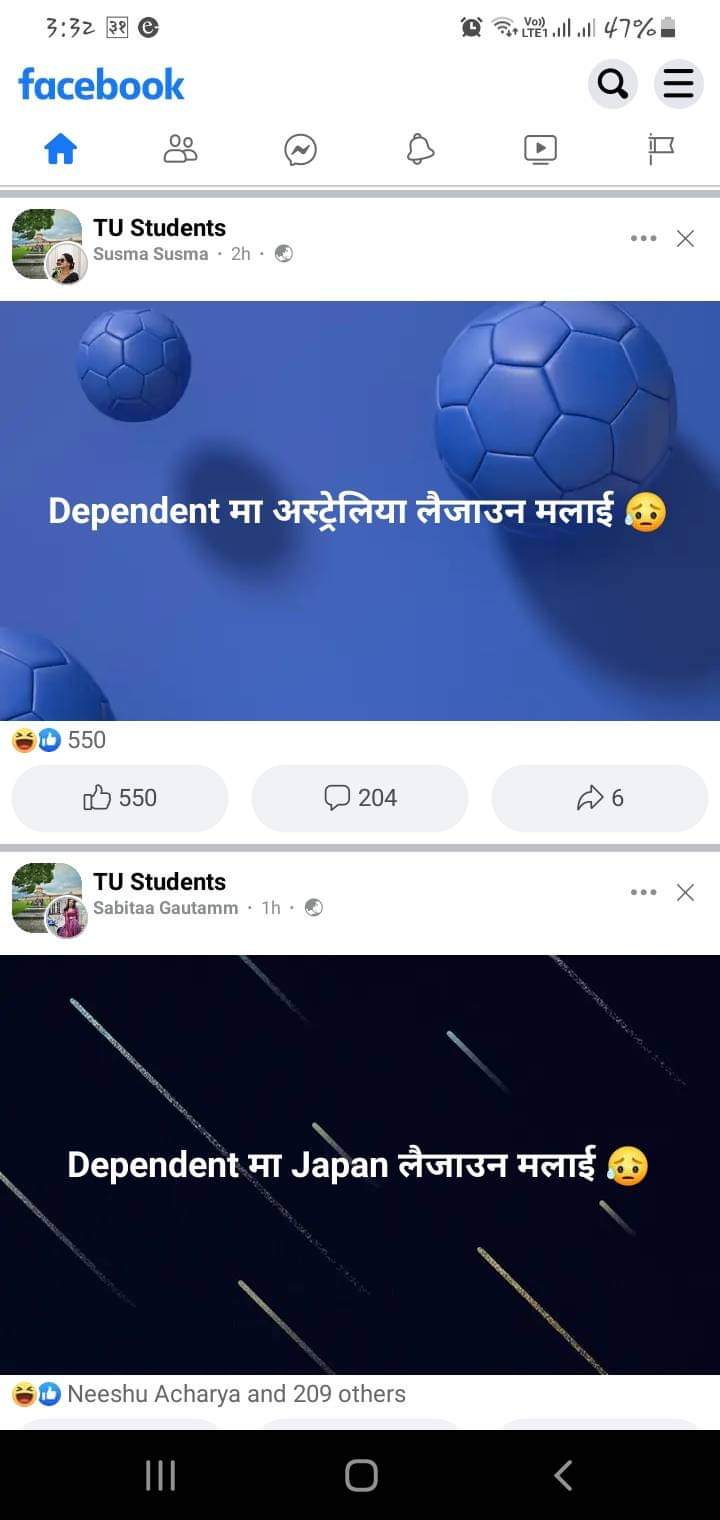 3:32 ३१
Vo)) LTE1 47%
facebook
TU Students
Susma Susma · 2h ·
Dependent मा अस्ट्रेलिया लैजाउन मलाई 😥
550
550 204 6
TU Students
Sabitaa Gautamm · 1h ·
Dependent मा Japan लैजाउन मलाई 😥
Neeshu Acharya and 209 others